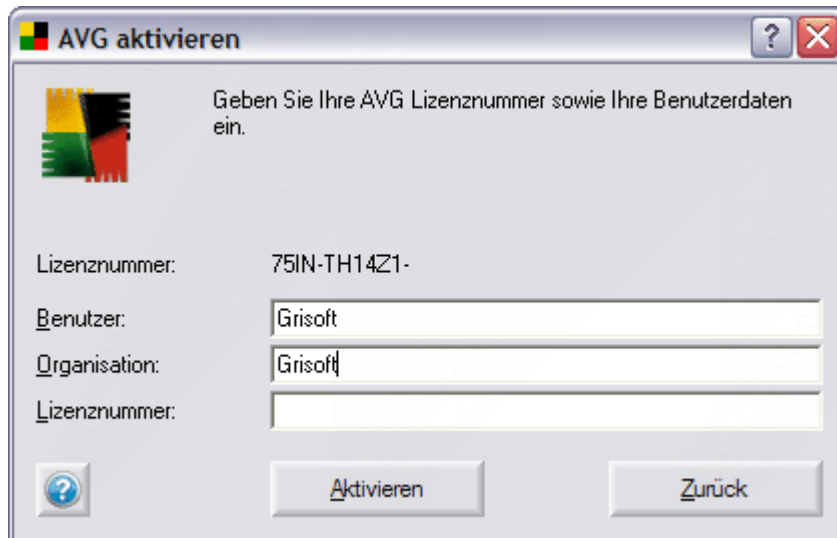 AVG aktivieren
Geben Sie Ihre AVG Lizenznummer sowie Ihre Benutzerdaten
ein.
Lizenznummer: 75IN-TH14Z1-
Benutzer: Grisoft
Organisation: Grisoft
Lizenznummer:
Aktivieren Zurück